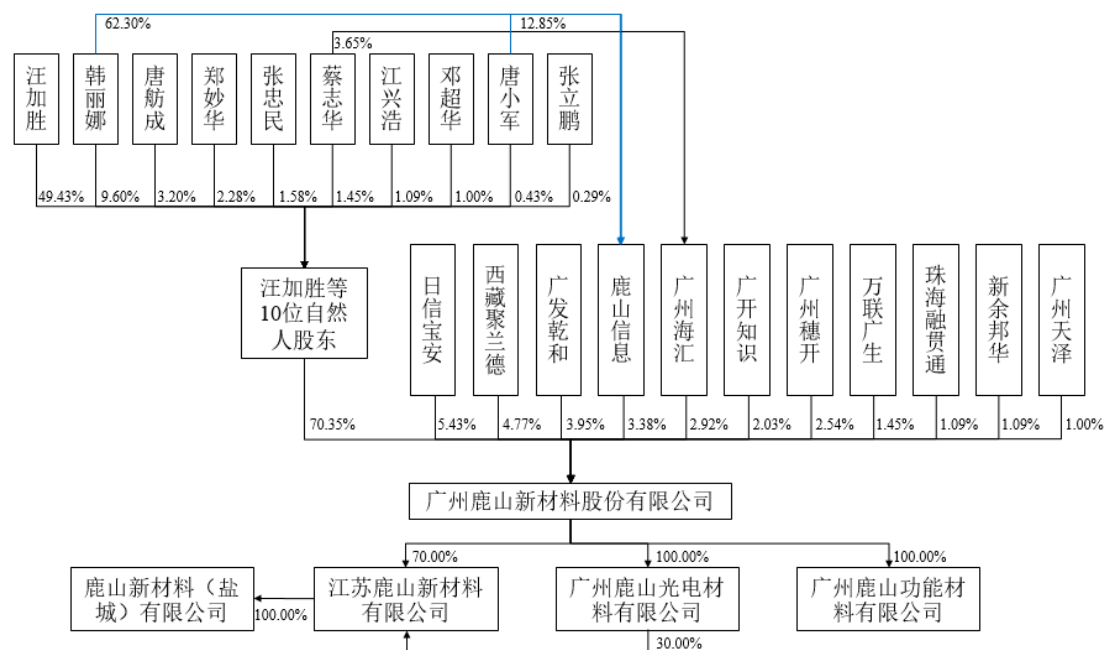 62.30%
12.85%
3.65%
汪加胜
韩丽娜
唐舫成
郑妙华
张忠民
蔡志华
江兴浩
邓超华
唐小军
张立鹏
49.43%
9.60%
3.20%
2.28%
1.58%
1.45%
1.09%
1.00%
0.43%
0.29%
汪加胜等
10位自然
人股东
日信宝安
西藏聚兰德
广发乾和
鹿山信息
广州海汇
广开知识
广州穗开
万联广生
珠海融贯通
新余邦华
广州天泽
70.35%
5.43%
4.77%
3.95%
3.38%
2.92%
2.03%
2.54%
1.45%
1.09%
1.09%
1.00%
广州鹿山新材料股份有限公司
70.00%
100.00%
100.00%
鹿山新材料（盐
城）有限公司
100.00%
江苏鹿山新材料
有限公司
广州鹿山光电材
料有限公司
广州鹿山功能材
料有限公司
30.00%